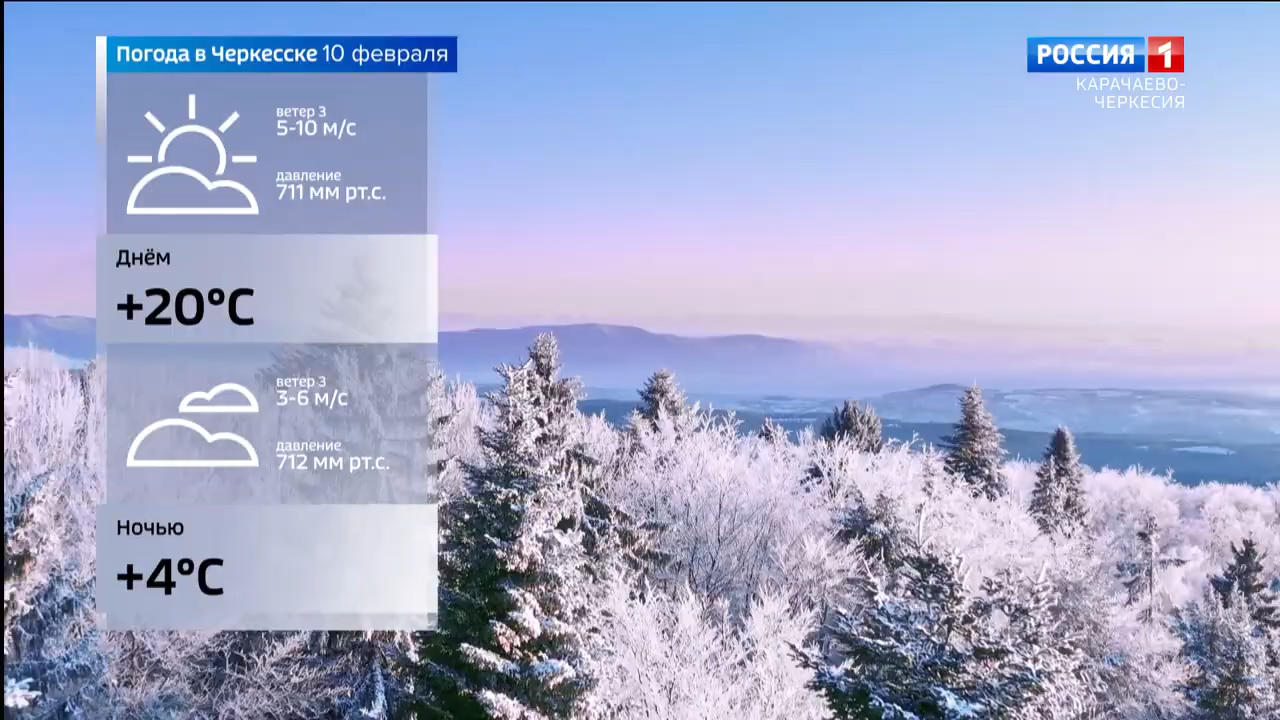 Погода в Черкесске 10 февраля
РОССИЯ 1
КАРАЧАЕВО-
ЧЕРКЕСИЯ
ветер З
5-10 м/с
давление
711 мм рт.с.
Днём
+20°C
ветер З
3-6 м/с
давление
712 мм рт.с.
Ночью
+4°C